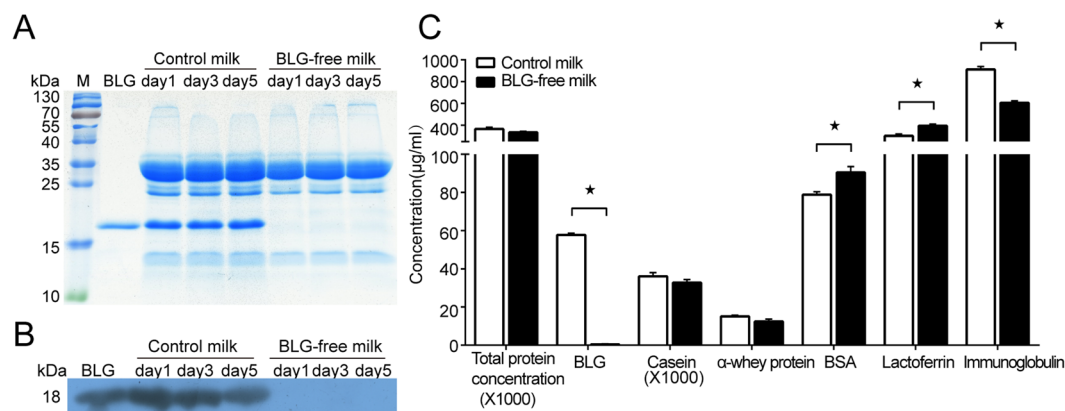 A
Control milk BLG-free milk
kDa M BLG day1 day3 day5 day1 day3 day5
130
70
55
40
35
25
15
10
B
Control milk BLG-free milk
kDa BLG day1 day3 day5 day1 day3 day5
18
C
Control milk
BLG-free milk
Concentration(μg/ml)
1000
800
600
400
100
80
60
40
20
0
Total protein concentration (X1000)
BLG
Casein (X1000)
α-whey protein
BSA
Lactoferrin
Immunoglobulin